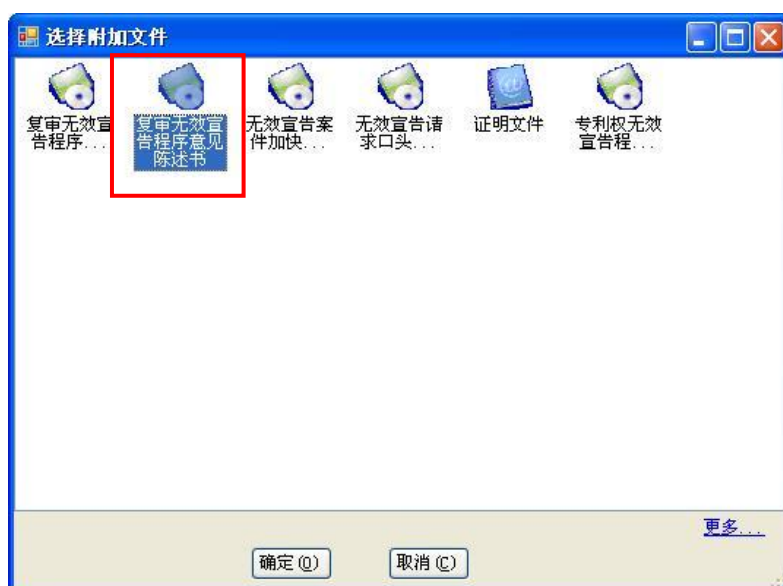 选择附加文件
复审无效宣
告程序...
复审无效宣
告程序意见
陈述书
无效宣告案
件加快...
无效宣告请
求口头...
证明文件
专利权无效
宣告程...
更多...
确定(O)
取消(C)